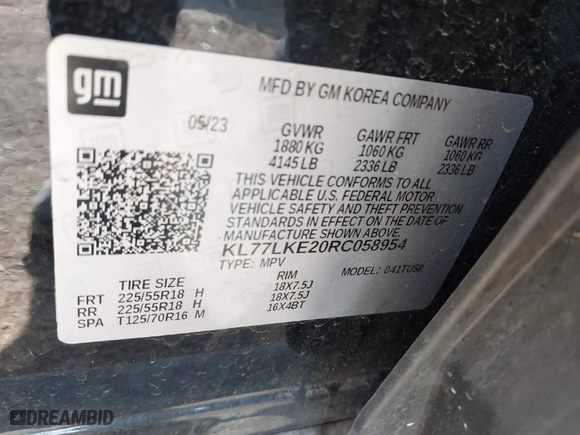 gm
MFD BY GM KOREA COMPANY
05/23 GVWR GAWR FRT GAWR RR
1880 KG 1060 KG 1060 KG
4145 LB 2336 LB 2336 LB
THIS VEHICLE CONFORMS TO ALL
APPLICABLE U.S. FEDERAL MOTOR
VEHICLE SAFETY AND THEFT PREVENTION
STANDARDS IN EFFECT ON THE DATE OF
MANUFACTURE SHOWN ABOVE.
KL77LKE20RC058954
TYPE: MPV MODEL: 041TU58
TIRE SIZE RIM
FRT 225/55R18 H 18X7.5J
RR 225/55R18 H 18X7.5J
SPA T125/70R16 M 16X4BT
DREAMBID